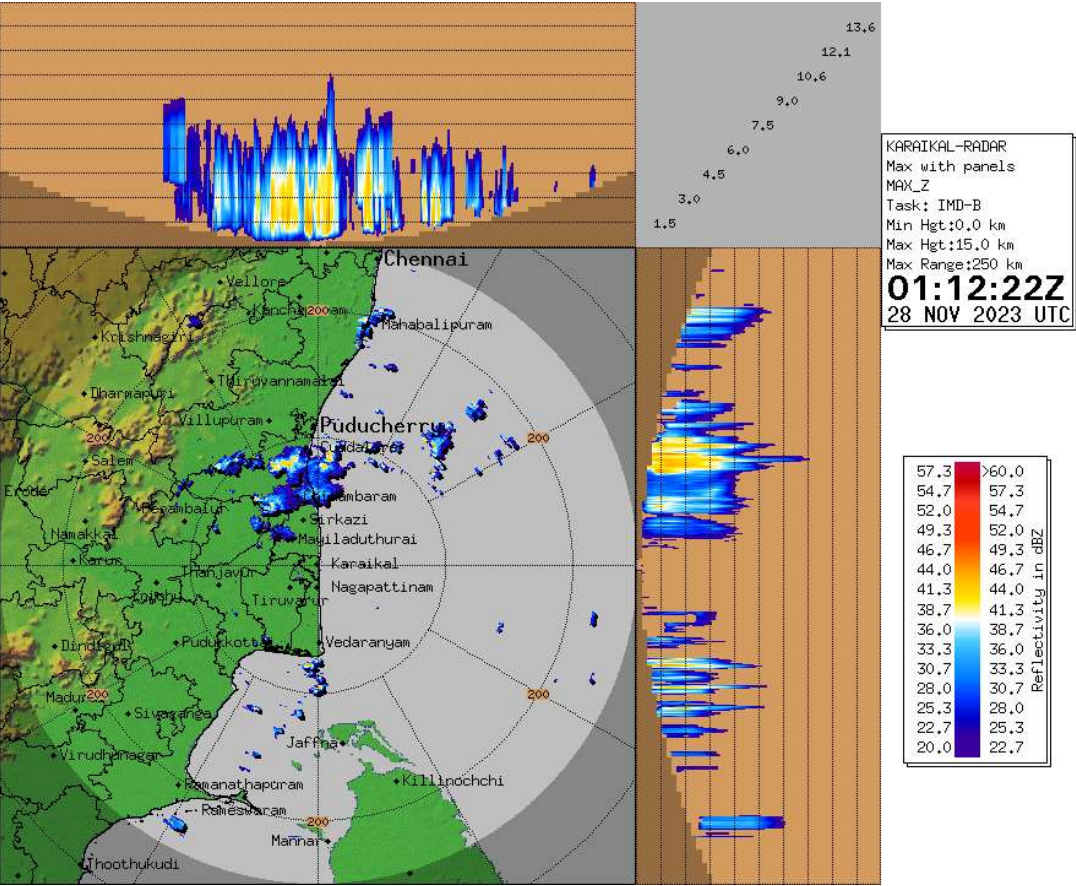 13.6
12.1
10.6
9.0
7.5
6.0
4.5
3.0
1.5
KARAIKAL-RADAR
Max with panels
MAX_Z
Task: IMD-B
Min Hgt:0.0 km
Max Hgt:15.0 km
Max Range:250 km
01:12:22Z
28 NOV 2023 UTC
Chennai
Vellore
200
Mahabalipuram
Krishnagiri
Thiruvannamalai
Dharmapuri
Villupuram
Puducherry
200
200
Salem
Erode
Perambalur
Sirkazi
Namakkal
Mayiladuthurai
Karur
Karaikal
Thanjavur
Nagapattinam
Tiruvarur
Vedaranyam
Dindigul
200
200
Sivaganga
Jaffna
Virudhunagar
Killinochchi
Ramanathapuram
Rameswaram
200
Mannar
Thoothukudi
57.3 >60.0
54.7 57.3
52.0 54.7
49.3 52.0
46.7 49.3
44.0 46.7
41.3 44.0
38.7 41.3
36.0 38.7
33.3 36.0
30.7 33.3
28.0 30.7
25.3 28.0
22.7 25.3
20.0 22.7
Reflectivity in dBZ